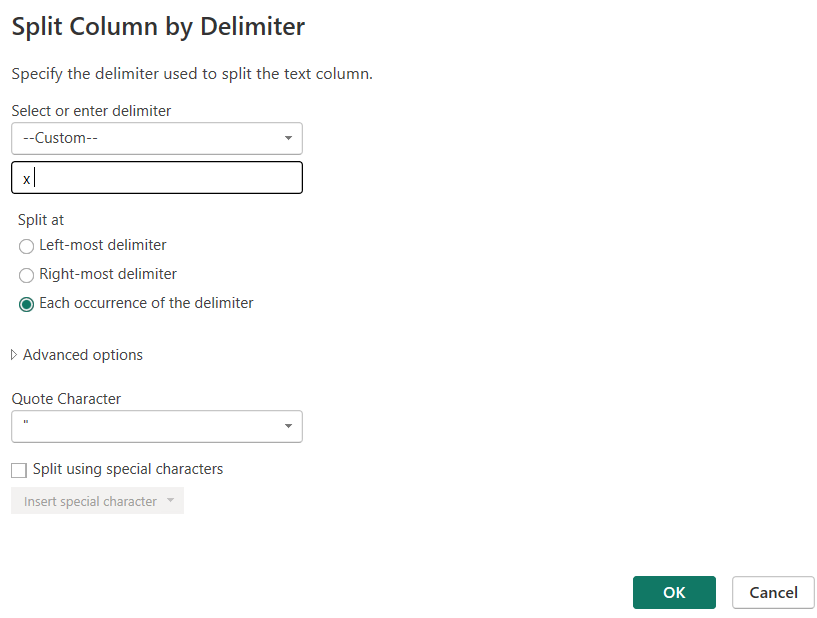 Split Column by Delimiter
Specify the delimiter used to split the text column.
Select or enter delimiter
--Custom--
x
Split at
Left-most delimiter
Right-most delimiter
Each occurrence of the delimiter
Advanced options
Quote Character
"
Split using special characters
Insert special character
OK
Cancel